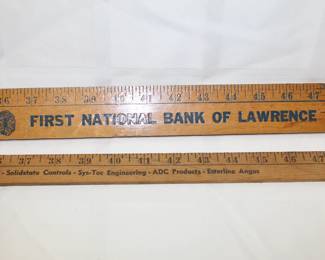 36 37 38 39 40 41 42 43 44 45 46 47
FIRST NATIONAL BANK OF LAWRENCE
37 38 39 40 41 42 43 44 45 46 47
- Solidstate Controls - Sys-Tec Engineering - ADC Products - Esterline Angus